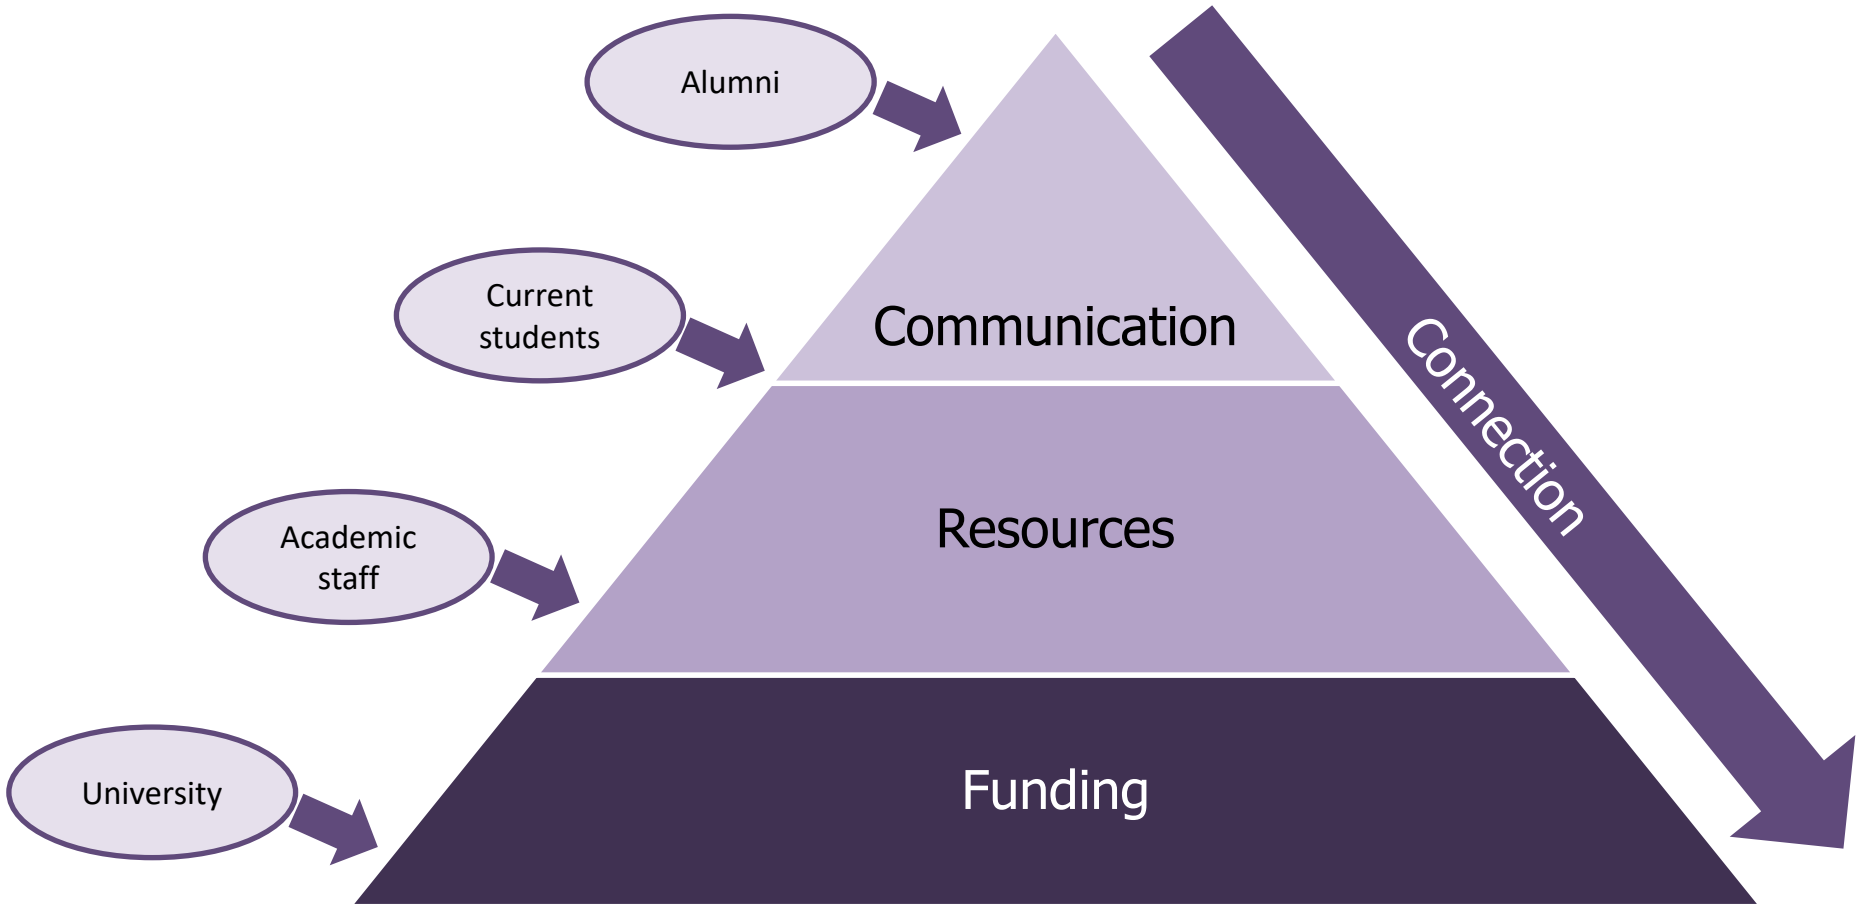 Alumni
Current
students
Communication
Connection
Resources
Academic
staff
Funding
University